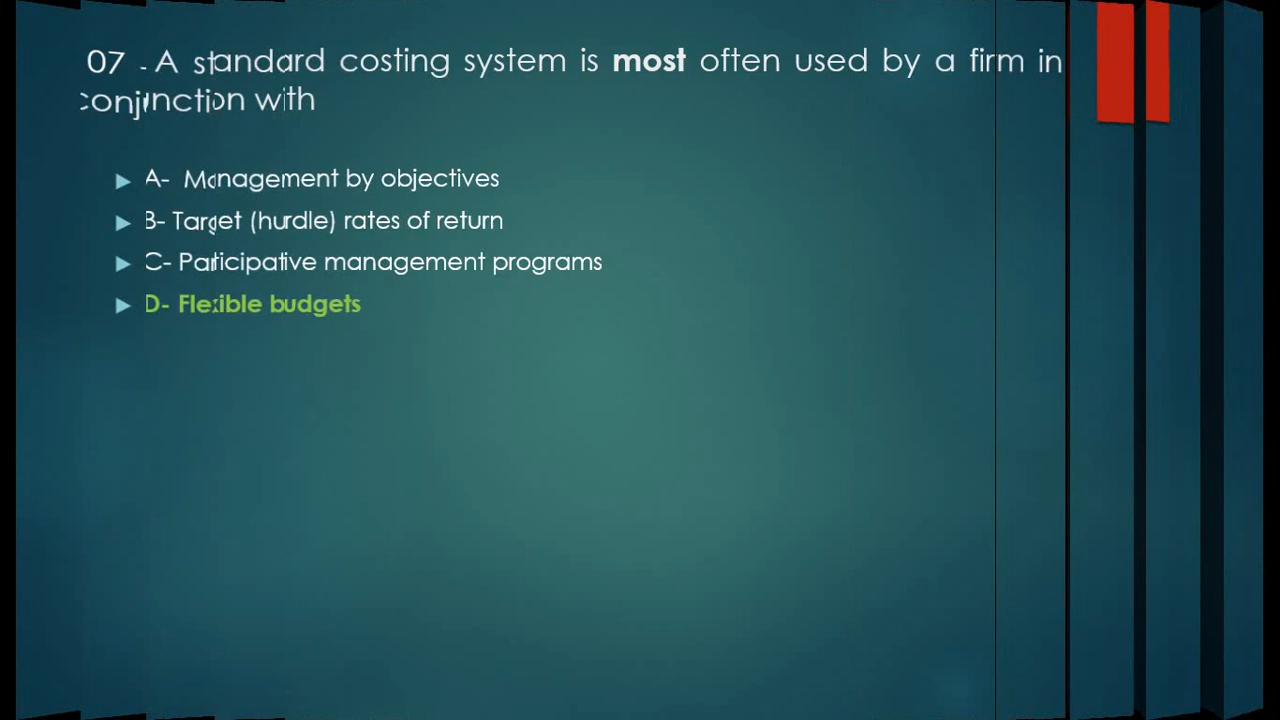 07 - A standard costing system is most often used by a firm in
conjunction with
A- Management by objectives
B- Target (hurdle) rates of return
C- Participative management programs
D- Flexible budgets